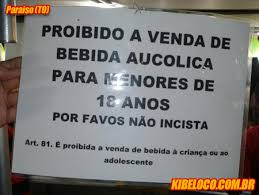 Paraíso (TO)
PROIBIDO A VENDA DE
BEBIDA AUCOLICA
PARA MENORES DE
18 ANOS
POR FAVOS NÃO INCISTA
Art. 81. É proibida a venda de bebida à criança ou ao
adolescente
KIBELOCO.COM.BR